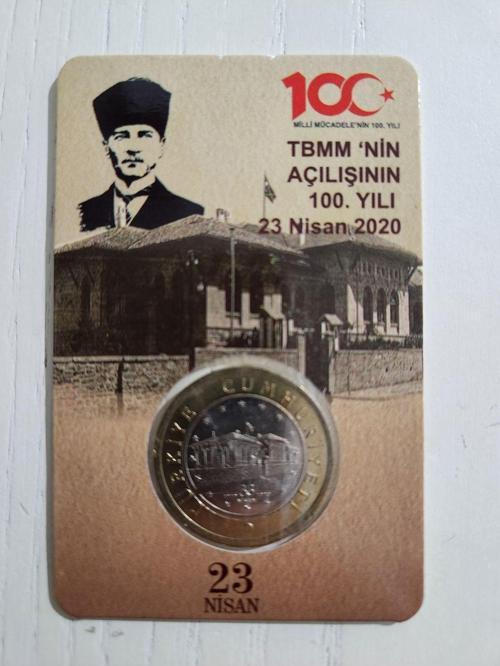 100
MİLLİ MÜCADELE'NİN 100. YILI
TBMM 'NİN
AÇILIŞININ
100. YILI
23 Nisan 2020
TÜRKİYE CUMHURİYETİ
23
NİSAN